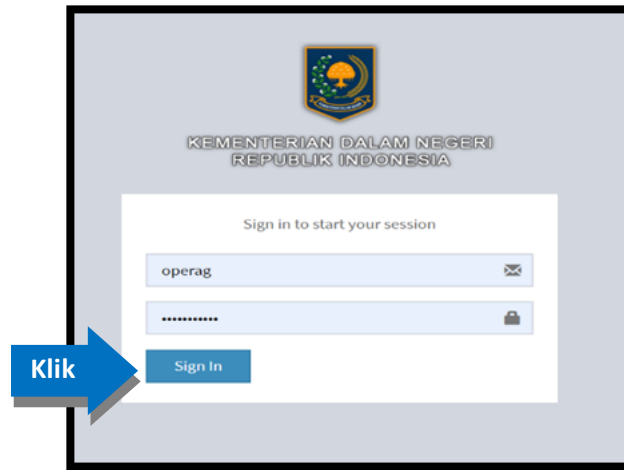 KEMENTERIAN DALAM NEGERI
REPUBLIK INDONESIA
Sign in to start your session
operag
•••••••••••
Klik
Sign In